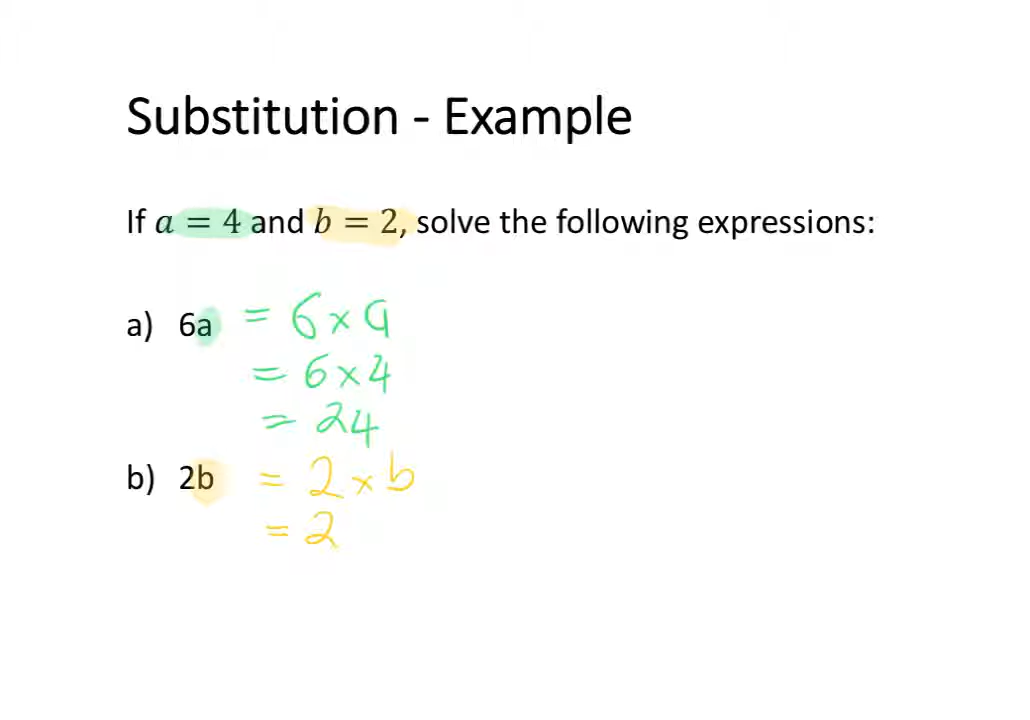 Substitution - Example
If a = 4 and b = 2, solve the following expressions:
a) 6a = 6 × a
= 6 × 4
= 24
b) 2b = 2 × b
= 2